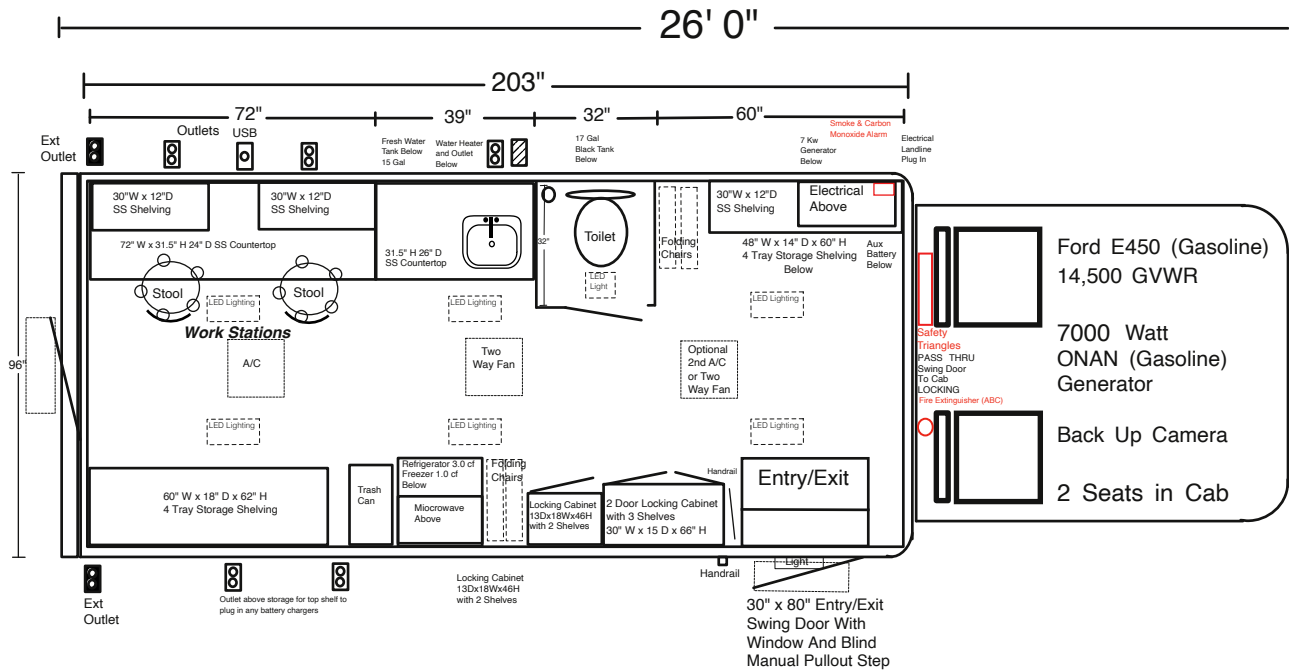 26' 0"
203"
72"
39"
32"
60"
Ext
Outlet
Outlets
USB
Fresh Water
Tank Below
15 Gal
Water Heater
and Outlet
Below
17 Gal
Black Tank
Below
7 Kw
Generator
Below
Smoke & Carbon
Monoxide Alarm
Electrical
Landline
Plug In
30"W x 12"D
SS Shelving
30"W x 12"D
SS Shelving
72" W x 31.5" H 24" D SS Countertop
31.5" H 26" D
SS Countertop
32"
Toilet
LED
Light
Folding
Chairs
30"W x 12"D
SS Shelving
Electrical
Above
48" W x 14" D x 60" H
4 Tray Storage Shelving
Below
Aux
Battery
Below
Stool
Stool
LED Lighting
LED Lighting
LED Lighting
Work Stations
96"
A/C
Two
Way Fan
Optional
2nd A/C
or Two
Way Fan
Safety
Triangles
PASS THRU
Swing Door
To Cab
LOCKING
Fire Extinguisher (ABC)
Ford E450 (Gasoline)
14,500 GVWR
7000 Watt
ONAN (Gasoline)
Generator
Back Up Camera
2 Seats in Cab
LED Lighting
LED Lighting
LED Lighting
60" W x 18" D x 62" H
4 Tray Storage Shelving
Trash
Can
Refrigerator 3.0 cf
Freezer 1.0 cf
Below
Miocrowave
Above
Folding
Chairs
Locking Cabinet
13Dx18Wx46H
with 2 Shelves
2 Door Locking Cabinet
with 3 Shelves
30" W x 15 D x 66" H
Handrail
Entry/Exit
Ext
Outlet
Outlet above storage for top shelf to
plug in any battery chargers
Locking Cabinet
13Dx18Wx46H
with 2 Shelves
Handrail
Light
30" x 80" Entry/Exit
Swing Door With
Window And Blind
Manual Pullout Step